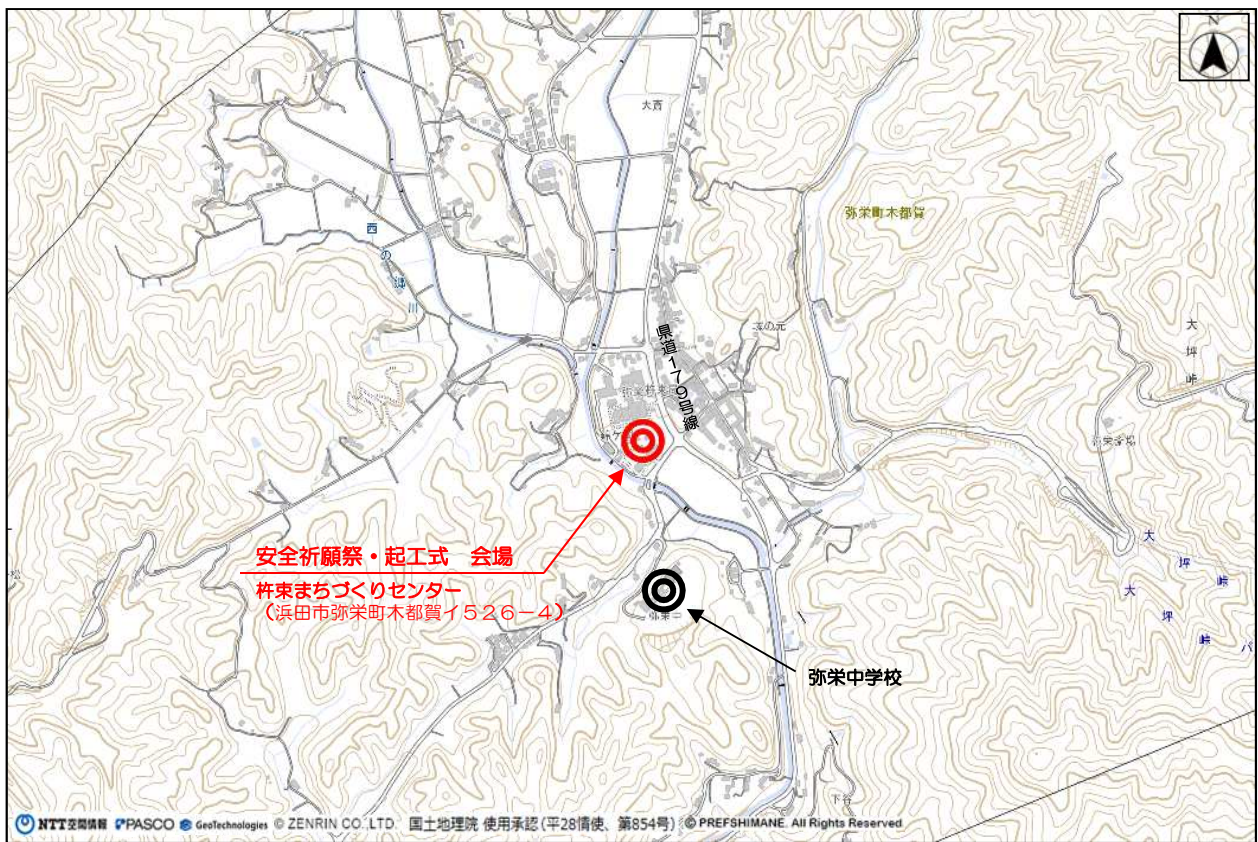 N
大斉
弥栄町木都賀
西の郷川
県道179号線
大坪峠
安全祈願祭・起工式 会場
杵束まちづくりセンター
（浜田市弥栄町木都賀イ526－4）
大坪峠
大坪峠バ
弥栄中学校
下谷
NTT空間情報 PASCO GeoTechnologies © ZENRIN CO.,LTD. 国土地理院 使用承認（平28情使、第854号） © PREFSHIMANE. All Rights Reserved